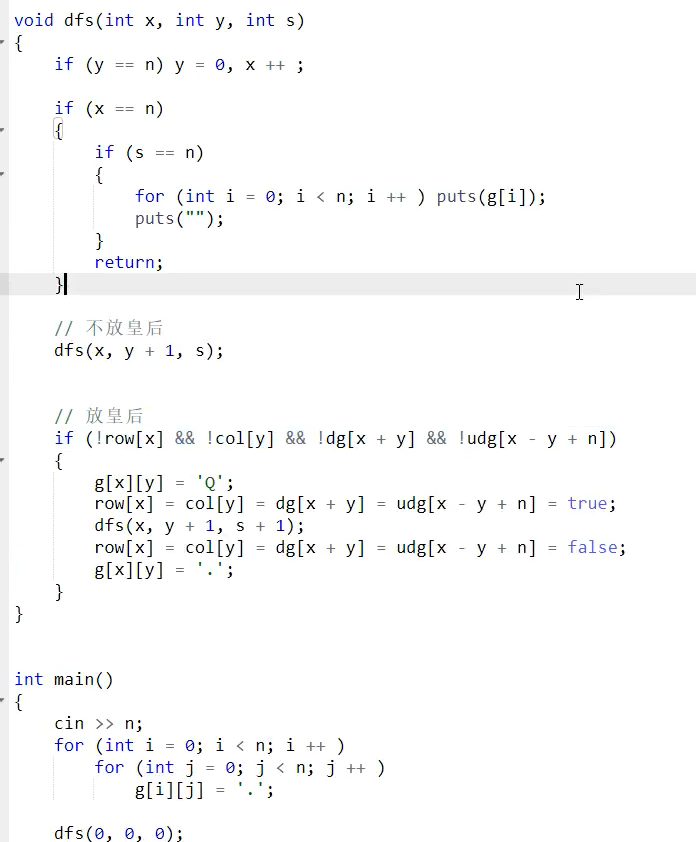 void dfs(int x, int y, int s)
{
    if (y == n) y = 0, x ++ ;
    if (x == n)
    {
        if (s == n)
        {
            for (int i = 0; i < n; i ++ ) puts(g[i]);
            puts("");
        }
        return;
    }
    // 不放皇后
    dfs(x, y + 1, s);
    // 放皇后
    if (!row[x] && !col[y] && !dg[x + y] && !udg[x - y + n])
    {
        g[x][y] = 'Q';
        row[x] = col[y] = dg[x + y] = udg[x - y + n] = true;
        dfs(x, y + 1, s + 1);
        row[x] = col[y] = dg[x + y] = udg[x - y + n] = false;
        g[x][y] = '.';
    }
}
int main()
{
    cin >> n;
    for (int i = 0; i < n; i ++ )
        for (int j = 0; j < n; j ++ )
            g[i][j] = '.';
    dfs(0, 0, 0);